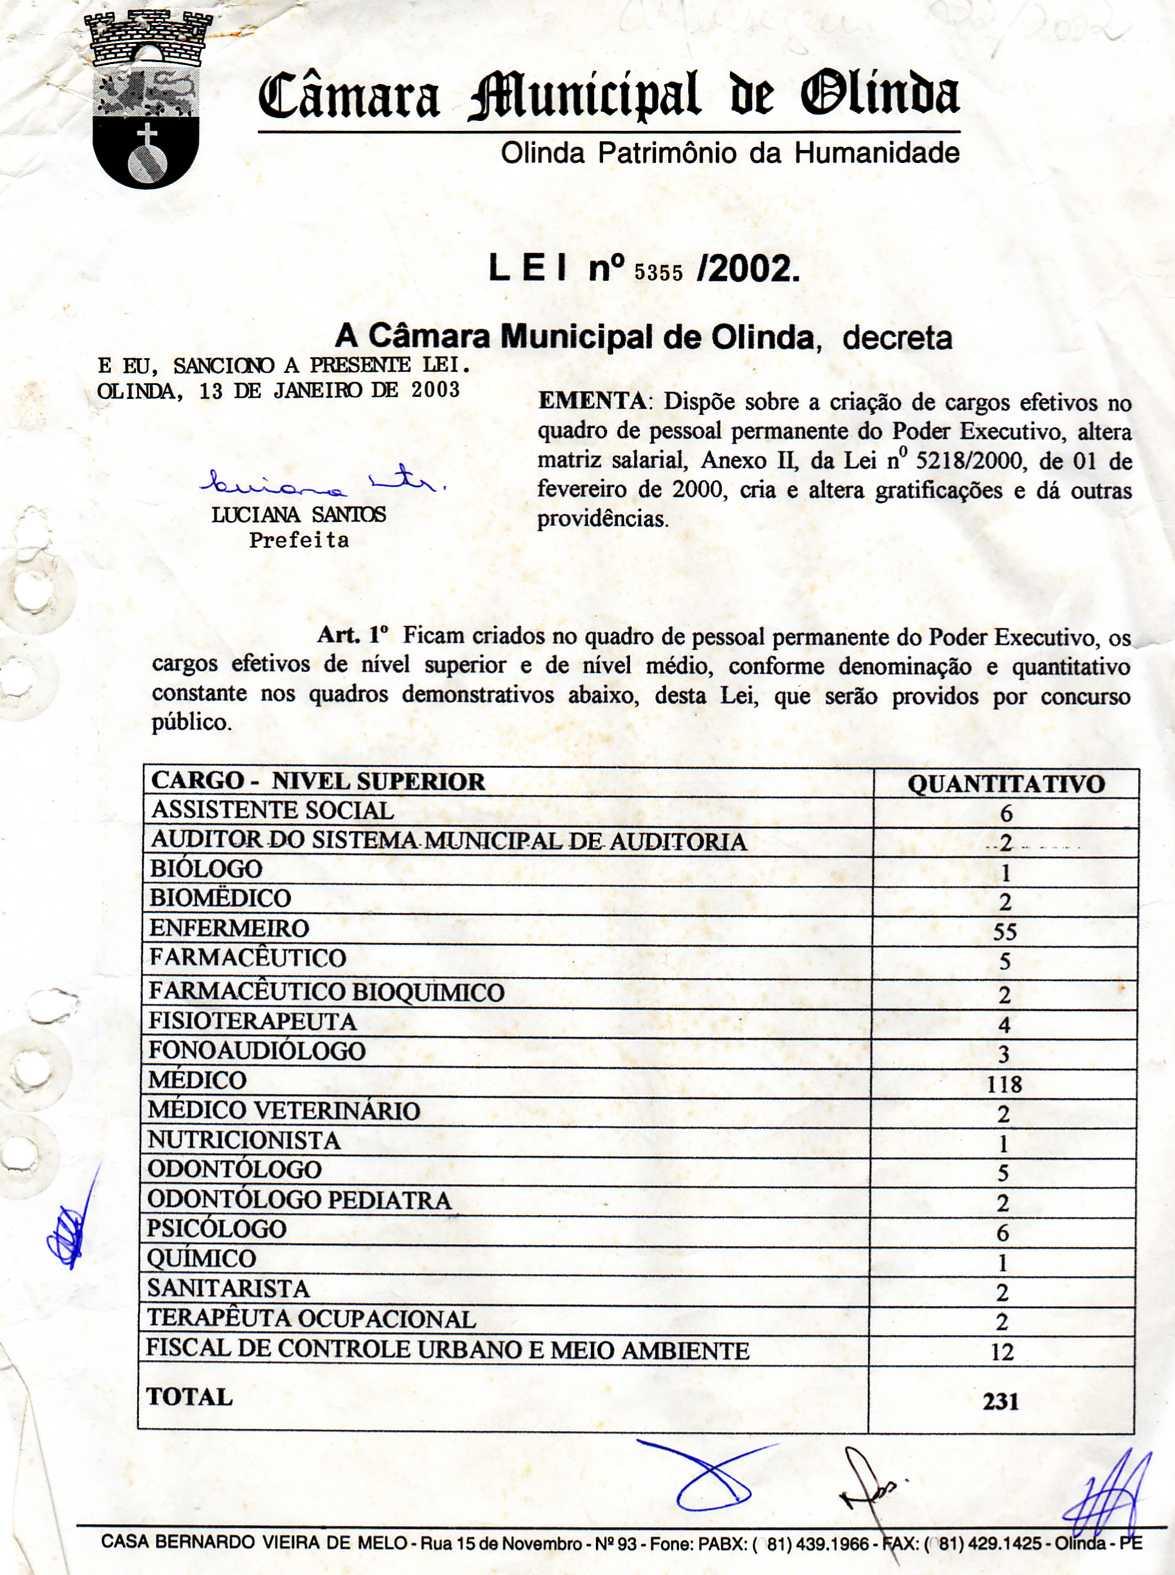 Câmara Municipal de Olinda
Olinda Patrimônio da Humanidade
L E I nº 5355 /2002.
A Câmara Municipal de Olinda, decreta
E EU, SANCIONO A PRESENTE LEI.
OLINDA, 13 DE JANEIRO DE 2003
LUCIANA SANTOS
Prefeita
EMENTA: Dispõe sobre a criação de cargos efetivos no
quadro de pessoal permanente do Poder Executivo, altera
matriz salarial, Anexo II, da Lei nº 5218/2000, de 01 de
fevereiro de 2000, cria e altera gratificações e dá outras
providências.
Art. 1º Ficam criados no quadro de pessoal permanente do Poder Executivo, os
cargos efetivos de nível superior e de nível médio, conforme denominação e quantitativo
constante nos quadros demonstrativos abaixo, desta Lei, que serão providos por concurso
público.
CARGO - NIVEL SUPERIOR QUANTITATIVO
ASSISTENTE SOCIAL 6
AUDITOR DO SISTEMA MUNICIPAL DE AUDITORIA 2
BIÓLOGO 1
BIOMÉDICO 2
ENFERMEIRO 55
FARMACÊUTICO 5
FARMACÊUTICO BIOQUÍMICO 2
FISIOTERAPEUTA 4
FONOAUDIÓLOGO 3
MÉDICO 118
MÉDICO VETERINÁRIO 2
NUTRICIONISTA 1
ODONTÓLOGO 5
ODONTÓLOGO PEDIATRA 2
PSICÓLOGO 6
QUÍMICO 1
SANITARISTA 2
TERAPÊUTA OCUPACIONAL 2
FISCAL DE CONTROLE URBANO E MEIO AMBIENTE 12
TOTAL 231
CASA BERNARDO VIEIRA DE MELO - Rua 15 de Novembro - Nº 93 - Fone: PABX: ( 81) 439.1966 - FAX: ( 81) 429.1425 - Olinda - PE